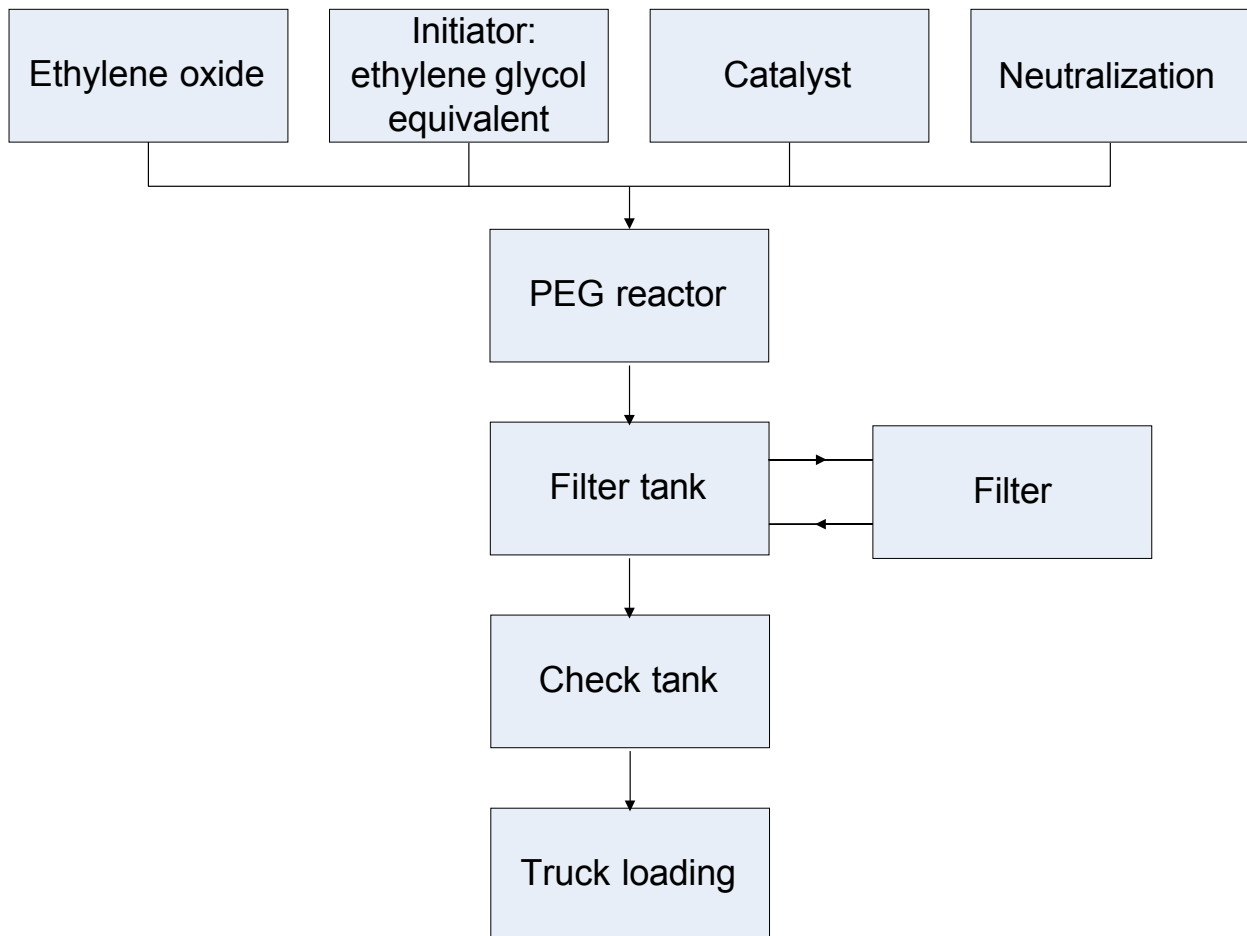 Ethylene oxide
Initiator:
ethylene glycol
equivalent
Catalyst
Neutralization
PEG reactor
Filter tank
Filter
Check tank
Truck loading